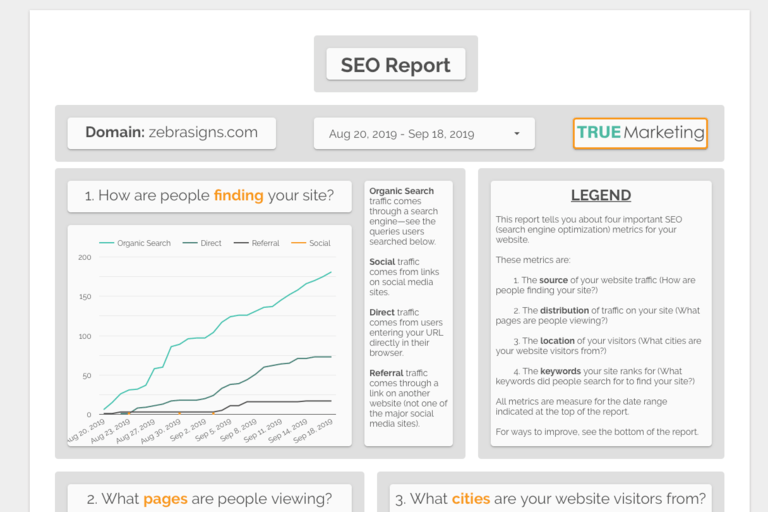 SEO Report
Domain: zebrasigns.com
Aug 20, 2019 - Sep 18, 2019
TRUE Marketing
1. How are people finding your site?
Organic Search
Direct
Referral
Social
200
150
100
50
0
Aug 23, 2019
Aug 27, 2019
Aug 30, 2019
Sep 2, 2019
Sep 5, 2019
Sep 8, 2019
Sep 11, 2019
Sep 14, 2019
Sep 18, 2019
Organic Search
traffic comes
through a search
engine—see the
queries users
searched below.
Social traffic
comes from links
on social media
sites.
Direct traffic
comes from users
entering your URL
directly in their
browser.
Referral traffic
comes through a
link on another
website (not one of
the major social
media sites).
LEGEND
This report tells you about four important SEO
(search engine optimization) metrics for your
website.
These metrics are:
1. The source of your website traffic (How are
people finding your site?)
2. The distribution of traffic on your site (What
pages are people viewing?)
3. The location of your visitors (What cities are
your website visitors from?)
4. The keywords your site ranks for (What
keywords did people search for to find your site?)
All metrics are measure for the date range
indicated at the top of the report.
For ways to improve, see the bottom of the report.
2. What pages are people viewing?
3. What cities are your website visitors from?